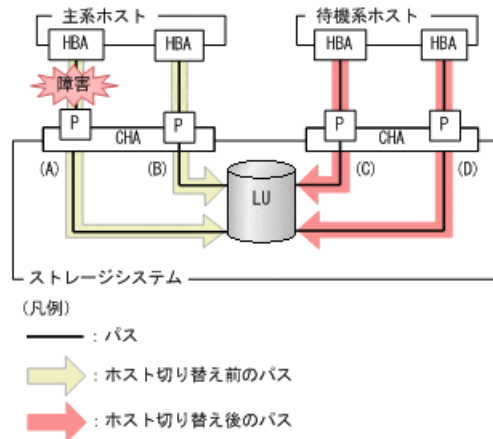 主系ホスト
待機系ホスト
HBA
HBA
HBA
HBA
障害
P
P
P
P
CHA
CHA
(A)
(B)
(C)
(D)
LU
ストレージシステム
(凡例)
：パス
：ホスト切り替え前のパス
：ホスト切り替え後のパス